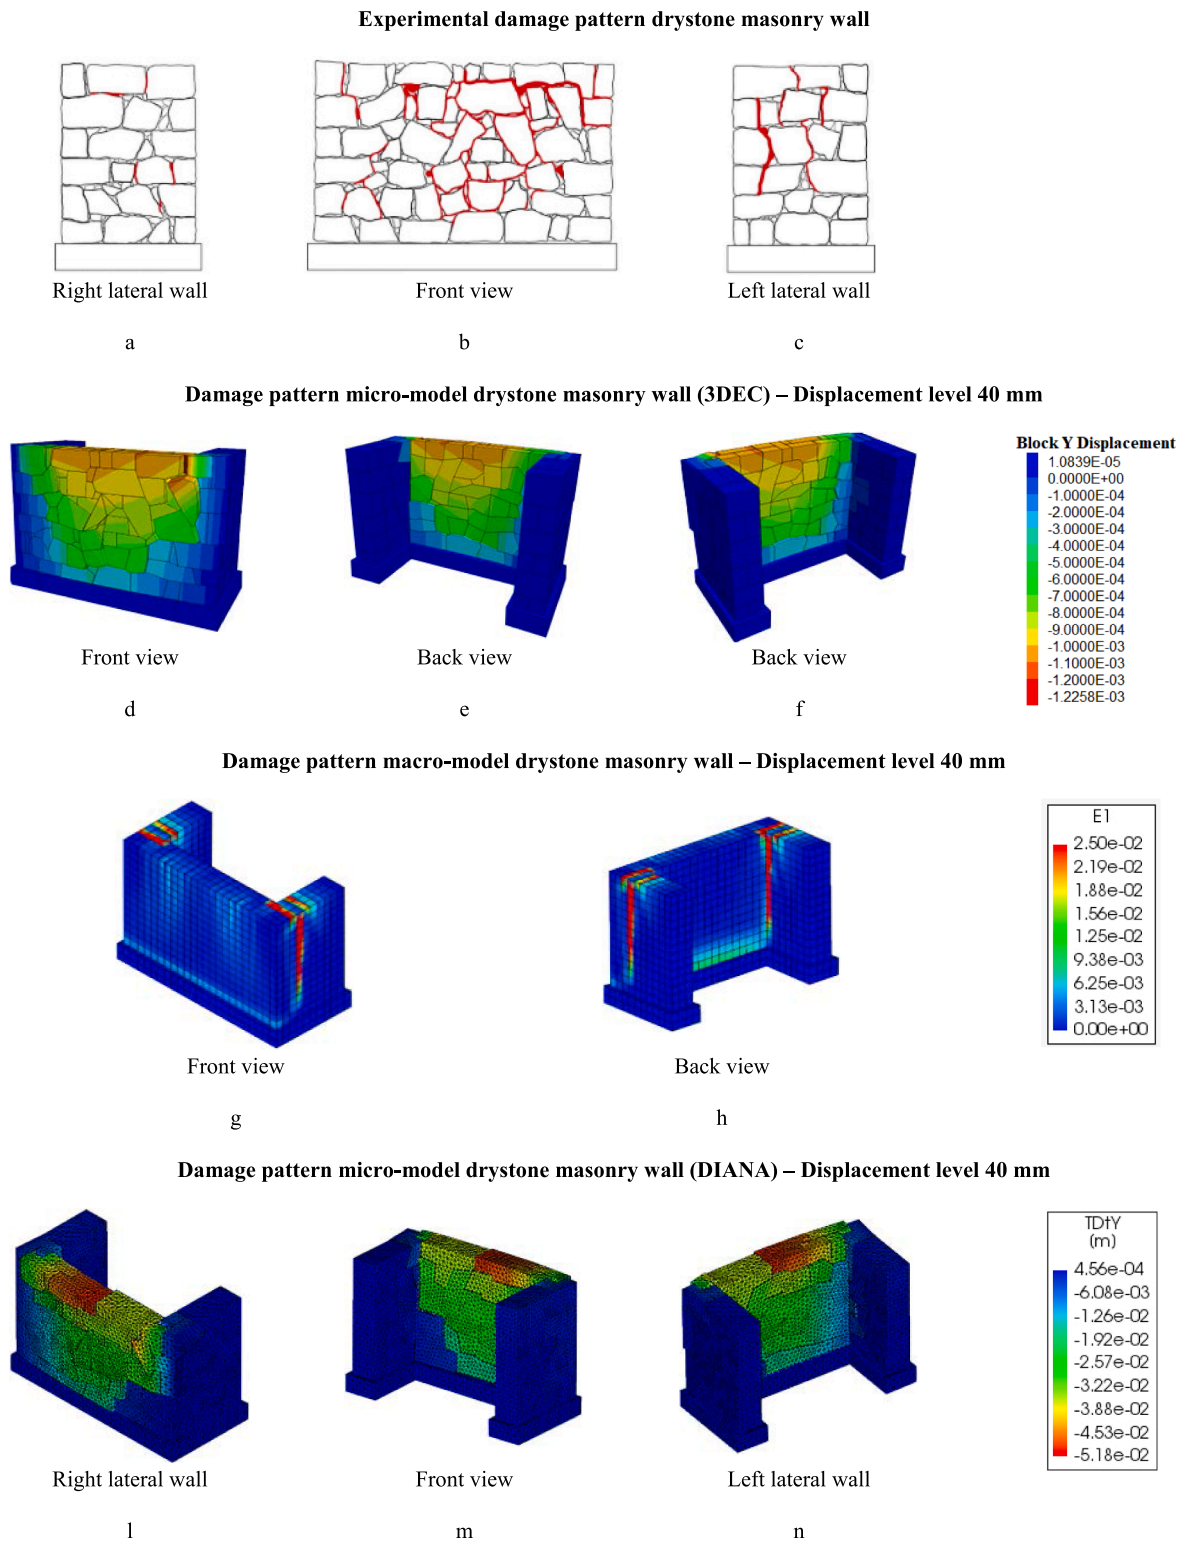 Experimental damage pattern drystone masonry wall
Right lateral wall
Front view
Left lateral wall
a
b
c
Damage pattern micro-model drystone masonry wall (3DEC) – Displacement level 40 mm
Block Y Displacement
1.0839E-05
0.0000E+00
-1.0000E-04
-2.0000E-04
-3.0000E-04
-4.0000E-04
-5.0000E-04
-6.0000E-04
-7.0000E-04
-8.0000E-04
-9.0000E-04
-1.0000E-03
-1.1000E-03
-1.2000E-03
-1.2258E-03
Front view
Back view
Back view
d
e
f
Damage pattern macro-model drystone masonry wall – Displacement level 40 mm
E1
2.50e-02
2.19e-02
1.88e-02
1.56e-02
1.25e-02
9.38e-03
6.25e-03
3.13e-03
0.00e+00
Front view
Back view
g
h
Damage pattern micro-model drystone masonry wall (DIANA) – Displacement level 40 mm
TDtY
(m)
4.56e-04
-6.08e-03
-1.26e-02
-1.92e-02
-2.57e-02
-3.22e-02
-3.88e-02
-4.53e-02
-5.18e-02
Right lateral wall
Front view
Left lateral wall
l
m
n